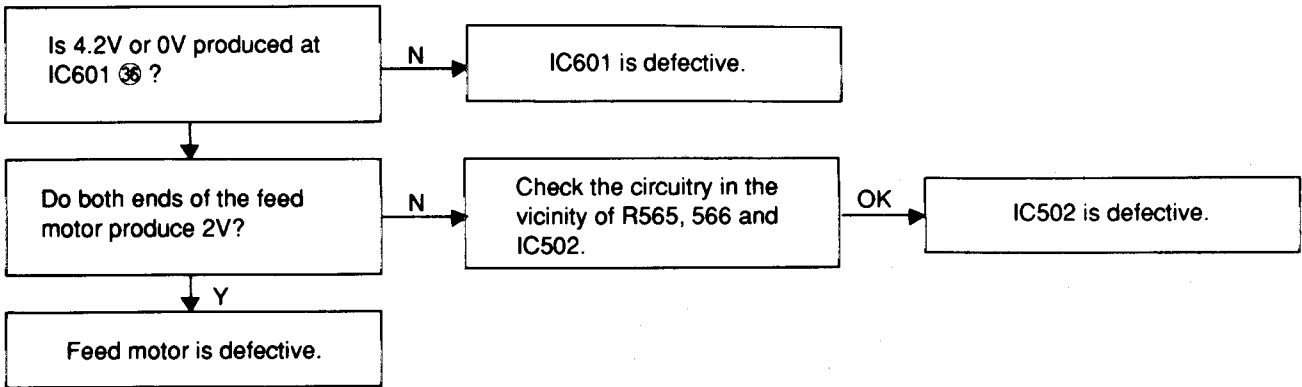 Is 4.2V or 0V produced at
IC601 ㊱ ?
N
IC601 is defective.
Do both ends of the feed
motor produce 2V?
N
Check the circuitry in the
vicinity of R565, 566 and
IC502.
OK
IC502 is defective.
Y
Feed motor is defective.